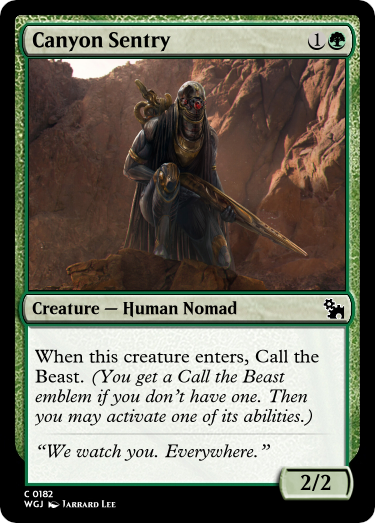 Canyon Sentry 1
Creature — Human Nomad
When this creature enters, Call the
Beast. (You get a Call the Beast
emblem if you don't have one. Then
you may activate one of its abilities.)
"We watch you. Everywhere."
2/2
C 0182
WGJ Jarrard Lee